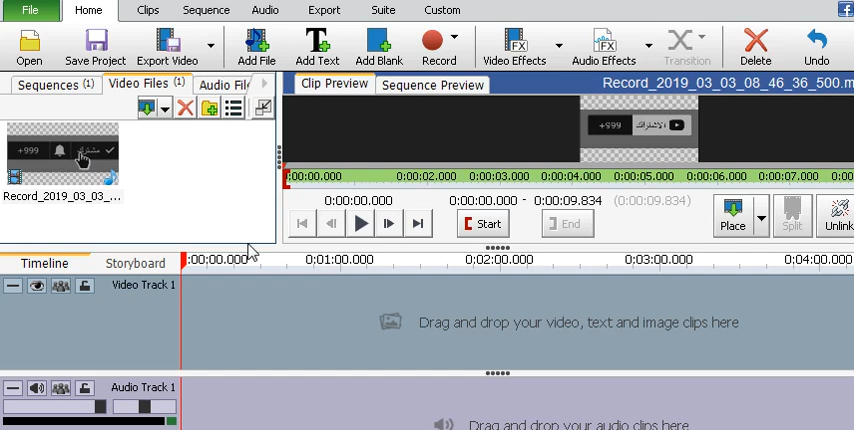 File Home Clips Sequence Audio Export Suite Custom
Open Save Project Export Video Add File Add Text Add Blank Record Video Effects Audio Effects Transition Delete Undo
Sequences (1) Video Files (1) Audio File
Clip Preview Sequence Preview Record_2019_03_03_08_46_36_500.m
+999 مشترك
+999 الاشتراك
Record_2019_03_03_...
:00:00.000 0:00:02.000 0:00:03.000 0:00:04.000 0:00:05.000 0:00:06.000 0:00:07.000
0:00:00.000 0:00:00.000 - 0:00:09.834 (0:00:09.834)
Start End
Place Split Unlink
Timeline Storyboard :00:00.000 0;01:00.000 0;02:00.000 0;03:00.000 0;04:00.000
Video Track 1
Drag and drop your video, text and image clips here
Audio Track 1
Drag and drop your audio clips here